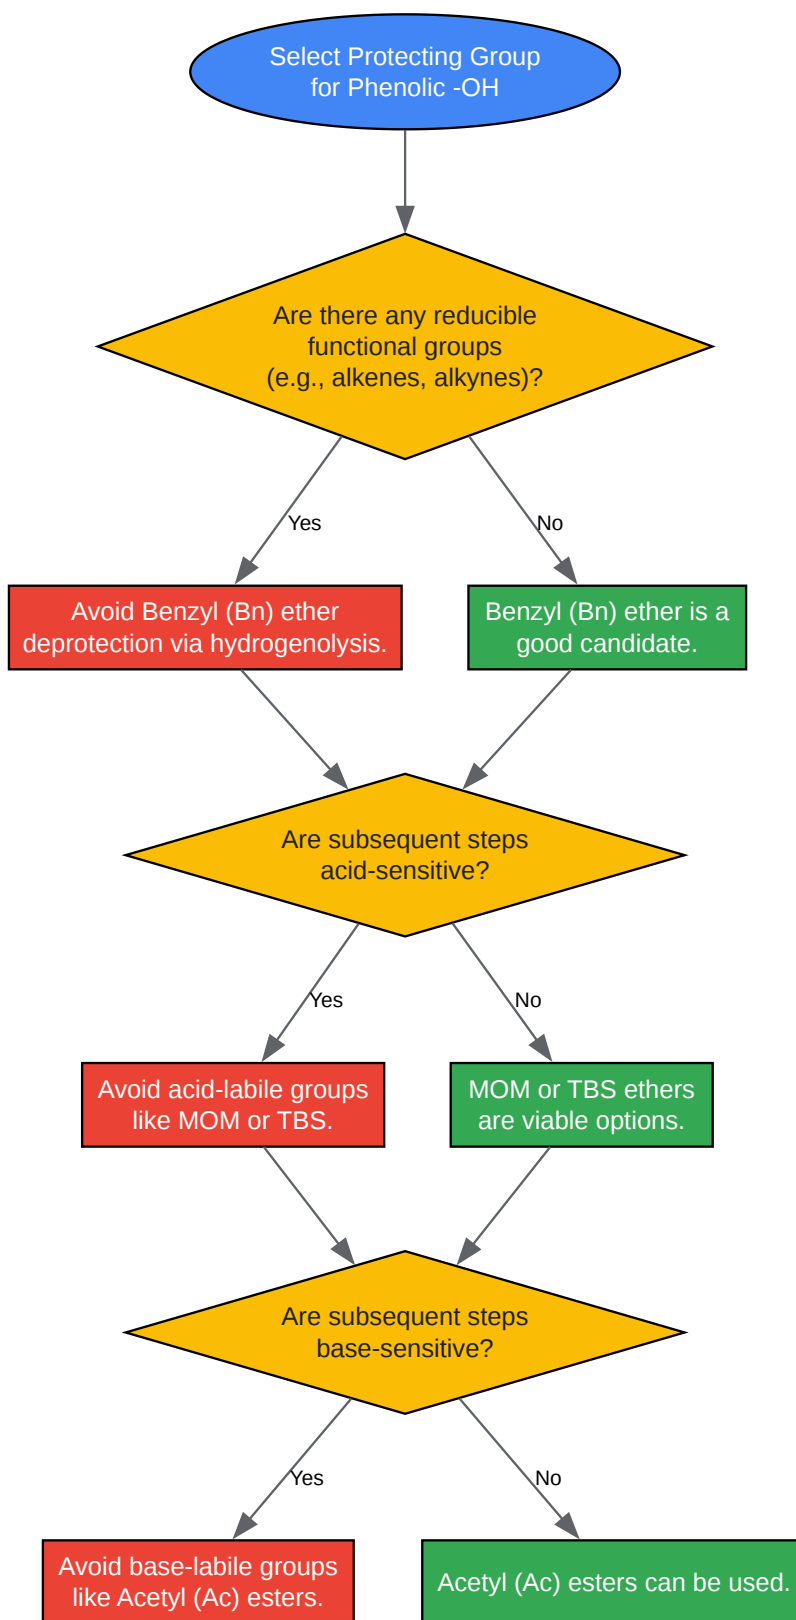 Select Protecting Group
for Phenolic -OH
Are there any reducible
functional groups
(e.g., alkenes, alkynes)?
Yes
No
Avoid Benzyl (Bn) ether
deprotection via hydrogenolysis.
Benzyl (Bn) ether is a
good candidate.
Are subsequent steps
acid-sensitive?
Yes
No
Avoid acid-labile groups
like MOM or TBS.
MOM or TBS ethers
are viable options.
Are subsequent steps
base-sensitive?
Yes
No
Avoid base-labile groups
like Acetyl (Ac) esters.
Acetyl (Ac) esters can be used.